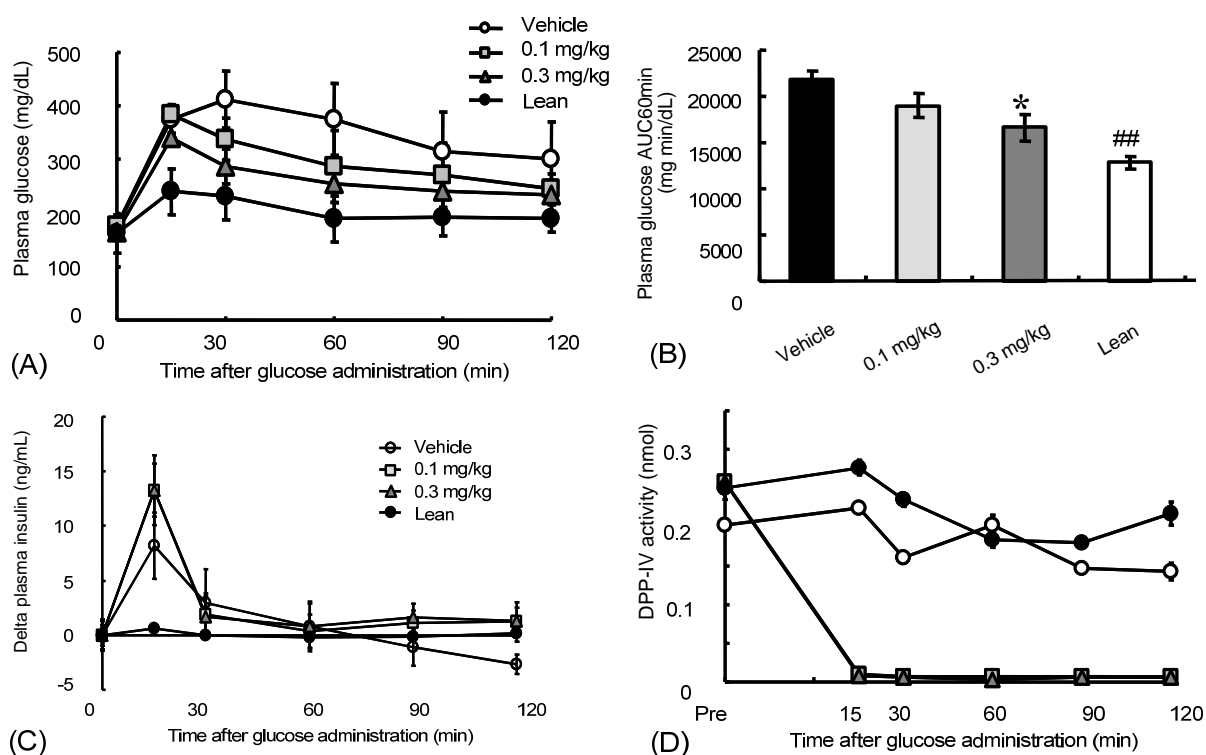 Vehicle
0.1 mg/kg
0.3 mg/kg
Lean
500
400
300
200
100
0
Plasma glucose (mg/dL)
0
30
60
90
120
Time after glucose administration (min)
(A)
25000
20000
15000
10000
5000
0
Plasma glucose AUC60min
(mg min/dL)
*
##
Vehicle
0.1 mg/kg
0.3 mg/kg
Lean
(B)
20
15
10
5
0
-5
Delta plasma insulin (ng/mL)
Vehicle
0.1 mg/kg
0.3 mg/kg
Lean
0
30
60
90
120
Time after glucose administration (min)
(C)
0.3
0.2
0.1
0
DPP-IV activity (nmol)
Pre
15
30
60
90
120
Time after glucose administration (min)
(D)